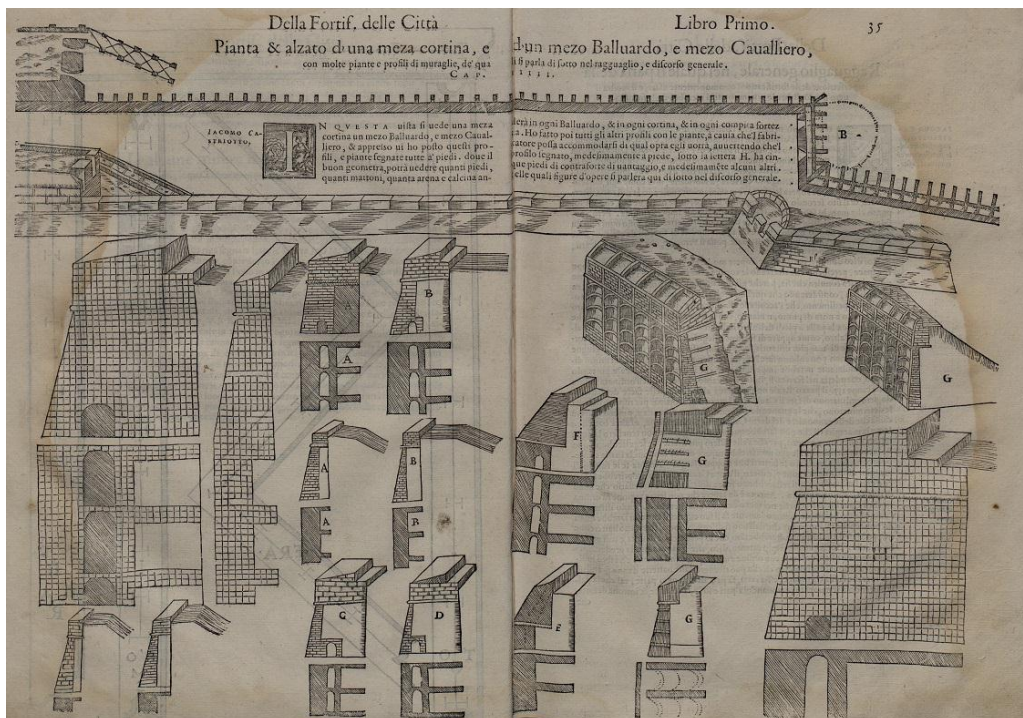 Della Fortif. delle Città
Libro Primo.
35
Pianta & alzato d'una meza cortina, e d'un mezo Balluardo, e mezo Caualliero,
con molte piante e profili di muraglie, de' quali si parla di sotto nel ragguaglio, e discorso generale.
CAP. IIIII.
IACOMO CA-
STRIOTTO.
IN QVESTA uista si uede una meza
cortina un mezo Balluardo, e mezo Caual-
liero, & appresso ui ho posto questi pro-
fili, e piante segnate tutte a' piedi. doue il
buon geometra, potrà uedere quanti piedi,
quanti mattoni, quanta arena e calcina an-
derà in ogni Balluardo, & in ogni cortina, & in ogni compita fortez-
za. Ho fatto poi tutti gli altri profili con le piante, a causa che'l fabri-
catore possa accommodarsi di qual opra egli uorrà, auuertendo che'l
profilo segnato, medesimamente a piede, sotto la lettera H. ha cin-
que piedi di contraforte di uantaggio, e medesimamẽte alcuni altri.
delle quali figure d'opere si parlera qui di sotto nel discorso generale.
B
B
A
G
G
F
G
A
B
A
B
H
C
D
E
G